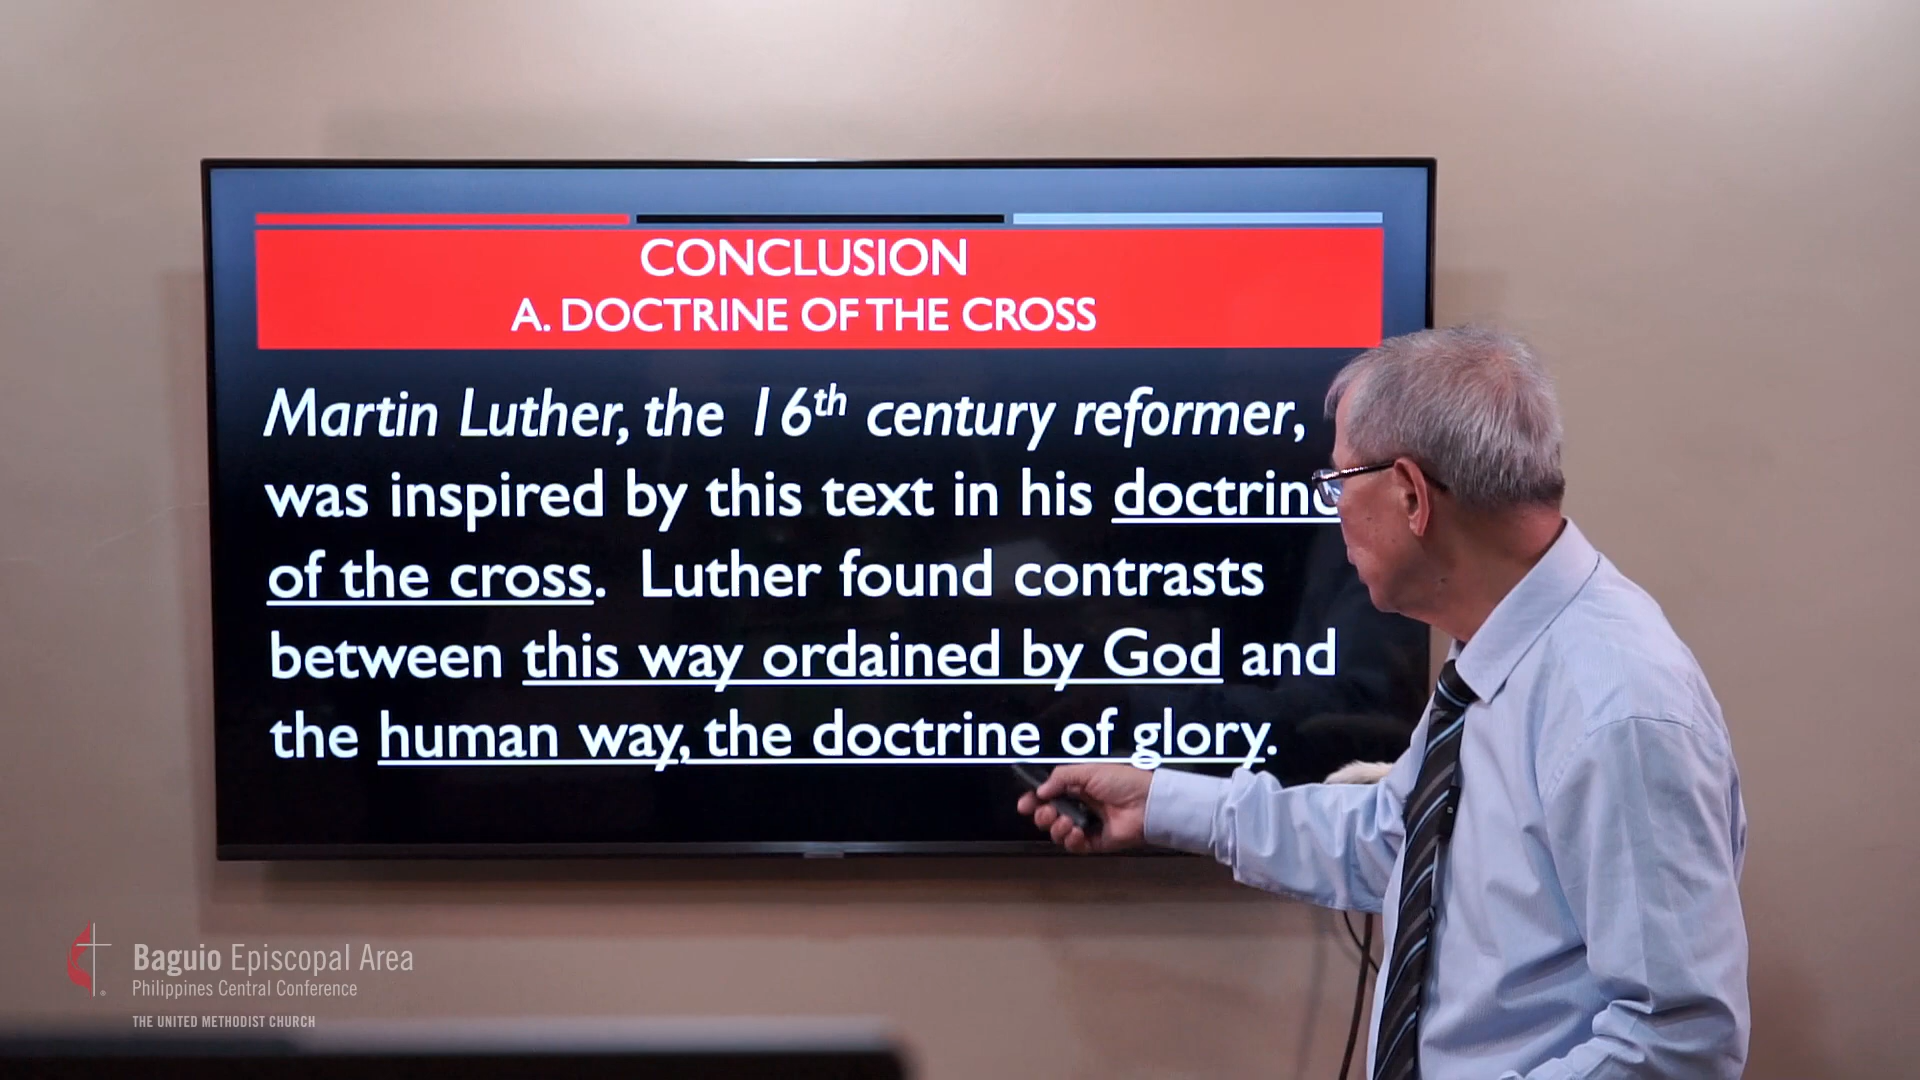 CONCLUSION
A. DOCTRINE OF THE CROSS
Martin Luther, the 16th century reformer,
was inspired by this text in his doctrine
of the cross. Luther found contrasts
between this way ordained by God and
the human way, the doctrine of glory.
Baguio Episcopal Area
Philippines Central Conference
THE UNITED METHODIST CHURCH